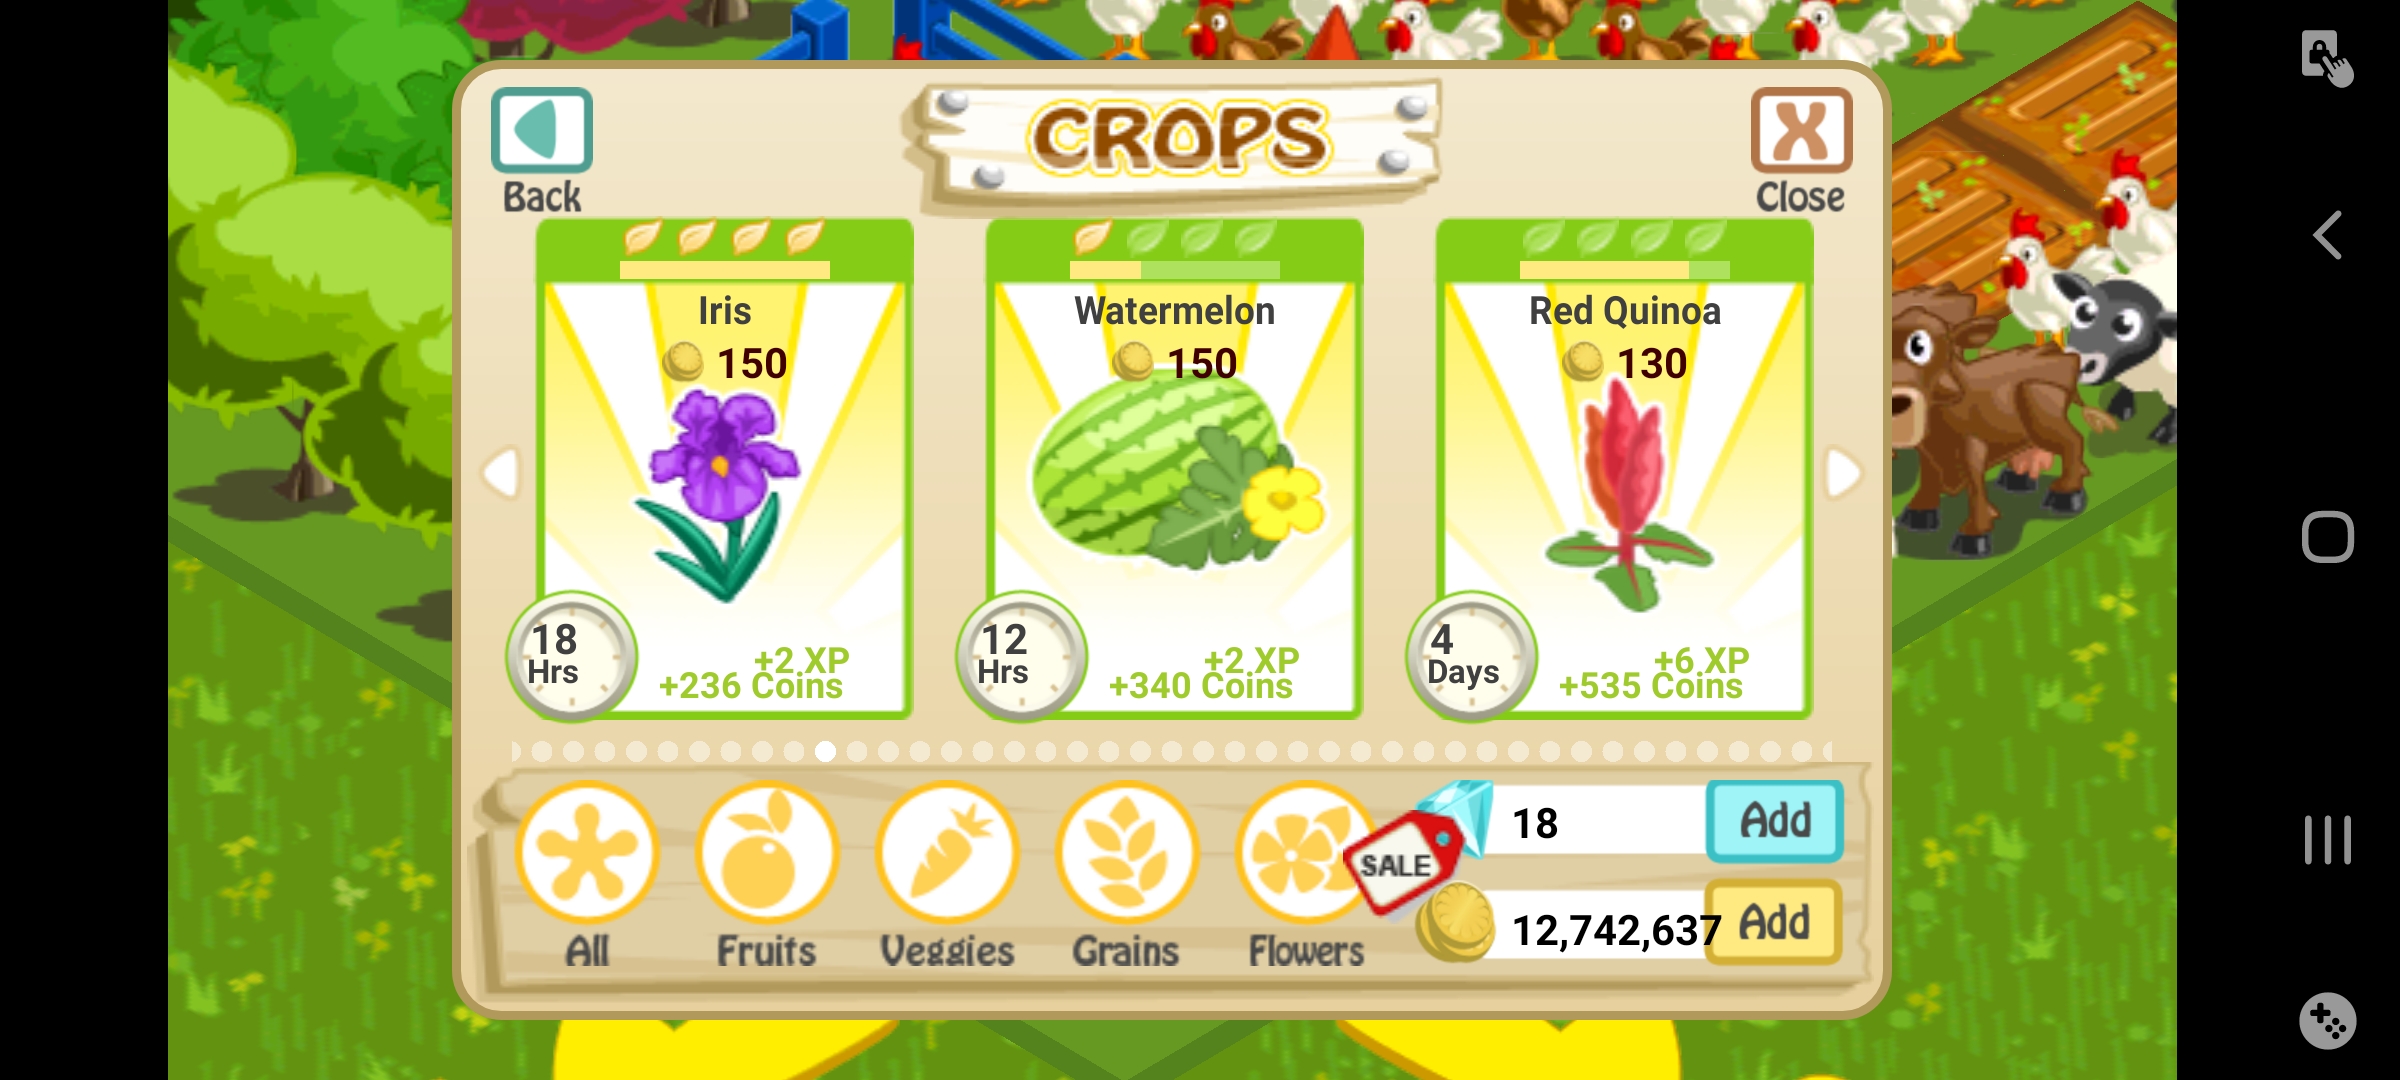 CROPS
Back
Close
Iris
150
18
Hrs
+2 XP
+236 Coins
Watermelon
150
12
Hrs
+2 XP
+340 Coins
Red Quinoa
130
4
Days
+6 XP
+535 Coins
All
Fruits
Veggies
Grains
Flowers
SALE
18
Add
12,742,637
Add